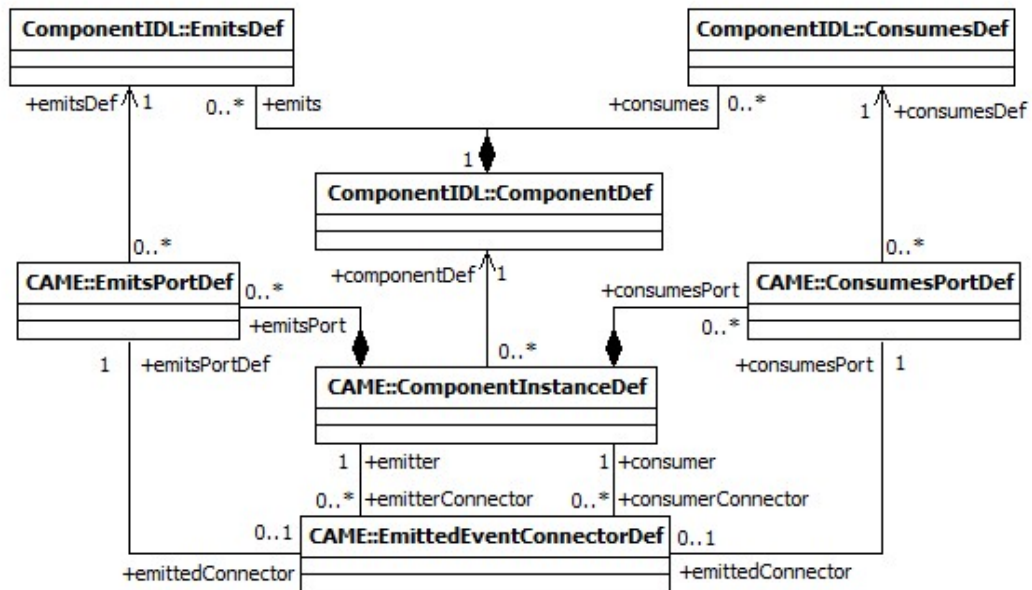 ComponentIDL::EmitsDef
ComponentIDL::ConsumesDef
+emitsDef 1
0..* +emits
+consumes 0..*
1 +consumesDef
1
ComponentIDL::ComponentDef
0..*
0..*
+componentDef 1
CAME::EmitsPortDef
0..*
+emitsPort
+consumesPort
0..*
CAME::ConsumesPortDef
0..*
1 +emitsPortDef
+consumesPort 1
CAME::ComponentInstanceDef
1 +emitter
1 +consumer
0..* +emitterConnector
0..* +consumerConnector
0..1
CAME::EmittedEventConnectorDef
0..1
+emittedConnector
+emittedConnector